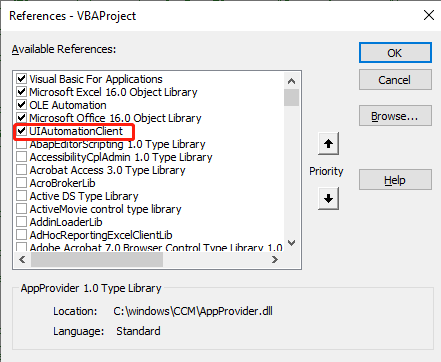 References - VBAProject
Available References:
OK
Visual Basic For Applications
Microsoft Excel 16.0 Object Library
Cancel
OLE Automation
Microsoft Office 16.0 Object Library
UIAutomationClient
Browse...
AbapEditorScripting 1.0 Type Library
AccessibilityCplAdmin 1.0 Type Library
Acrobat Access 3.0 Type Library
Priority
AcroBrokerLib
Help
Active DS Type Library
ActiveMovie control type library
AddinLoaderLib
AdHocReportingExcelClientLib
Adobe Acrobat 7.0 Browser Control Type Library 1.0
AppProvider 1.0 Type Library
Location: C:\windows\CCM\AppProvider.dll
Language: Standard